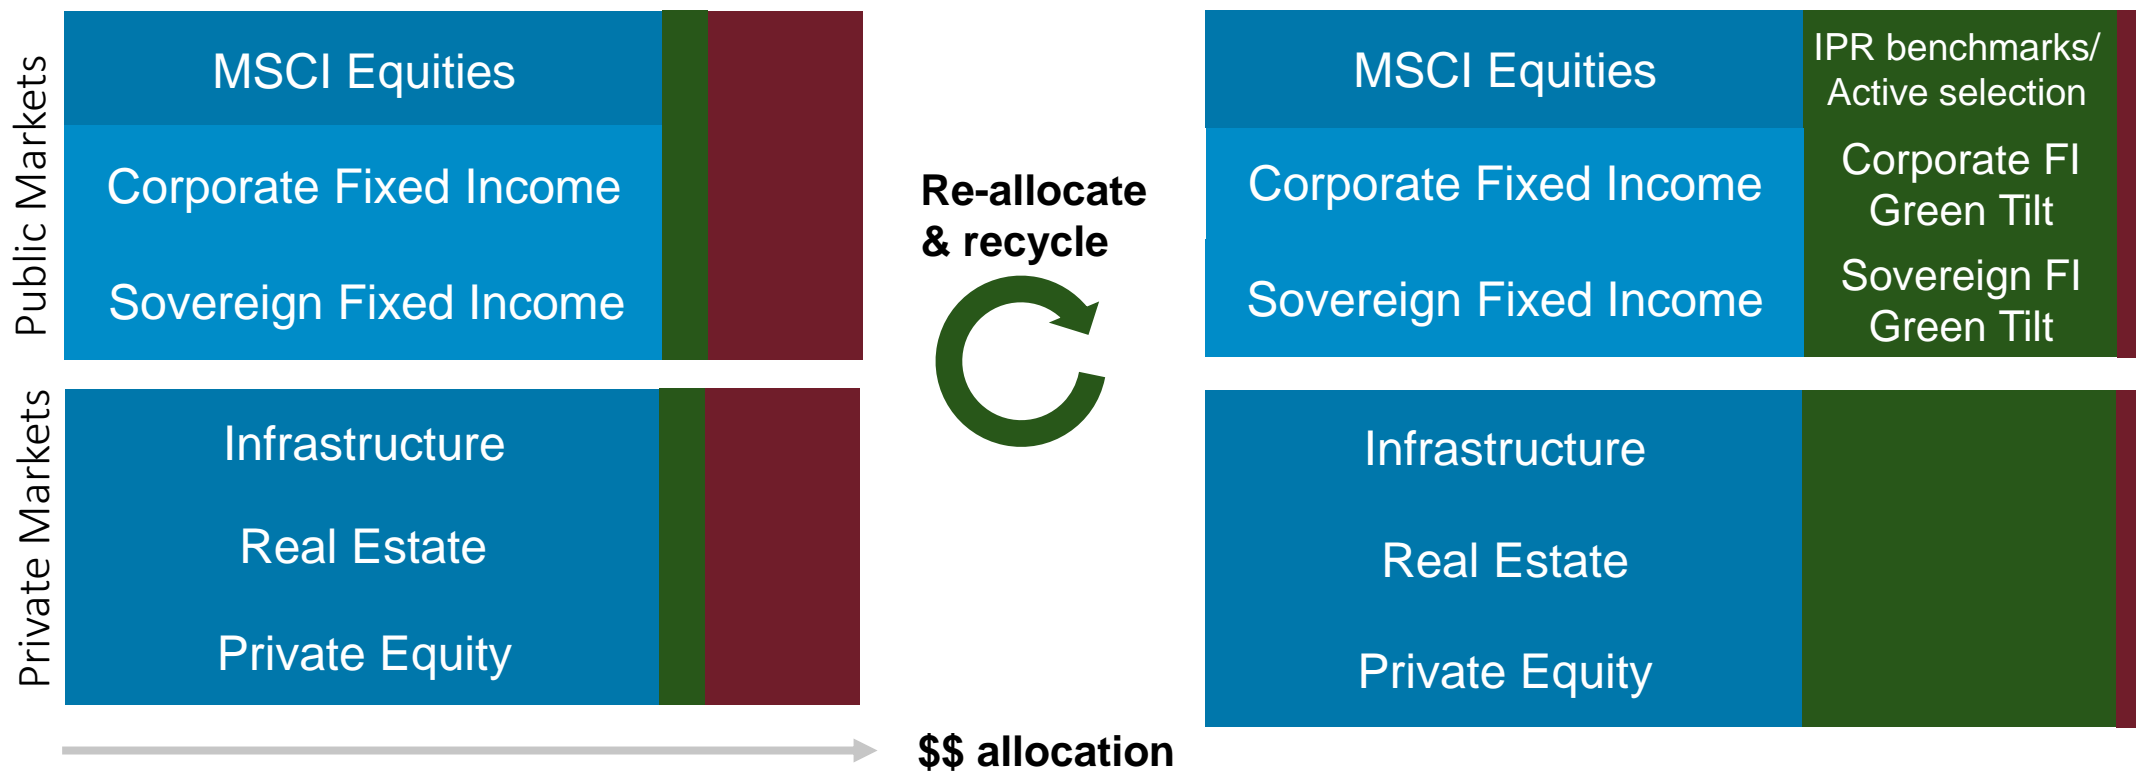 Public Markets
MSCI Equities
Corporate Fixed Income
Sovereign Fixed Income
Private Markets
Infrastructure
Real Estate
Private Equity
Re-allocate
& recycle
$$ allocation
MSCI Equities
IPR benchmarks/
Active selection
Corporate Fixed Income
Corporate FI
Green Tilt
Sovereign Fixed Income
Sovereign FI
Green Tilt
Infrastructure
Real Estate
Private Equity